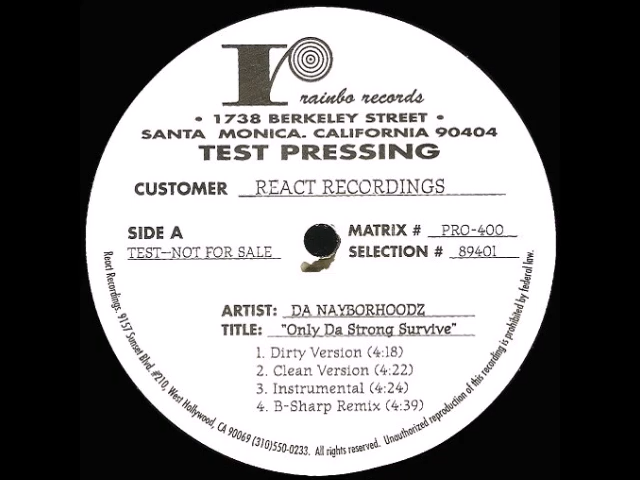 r
rainbo records
• 1738 BERKELEY STREET •
SANTA MONICA. CALIFORNIA 90404
TEST PRESSING
CUSTOMER REACT RECORDINGS
SIDE A
TEST--NOT FOR SALE
MATRIX # PRO-400
SELECTION # 89401
ARTIST: DA NAYBORHOODZ
TITLE: "Only Da Strong Survive"
1. Dirty Version (4:18)
2. Clean Version (4:22)
3. Instrumental (4:24)
4. B-Sharp Remix (4:39)
React Recordings. 9157 Sunset Blvd. #210, West Hollywood, CA 90069 (310)550-0233. All rights reserved. Unauthorized reproduction of this recording is prohibited by federal law.